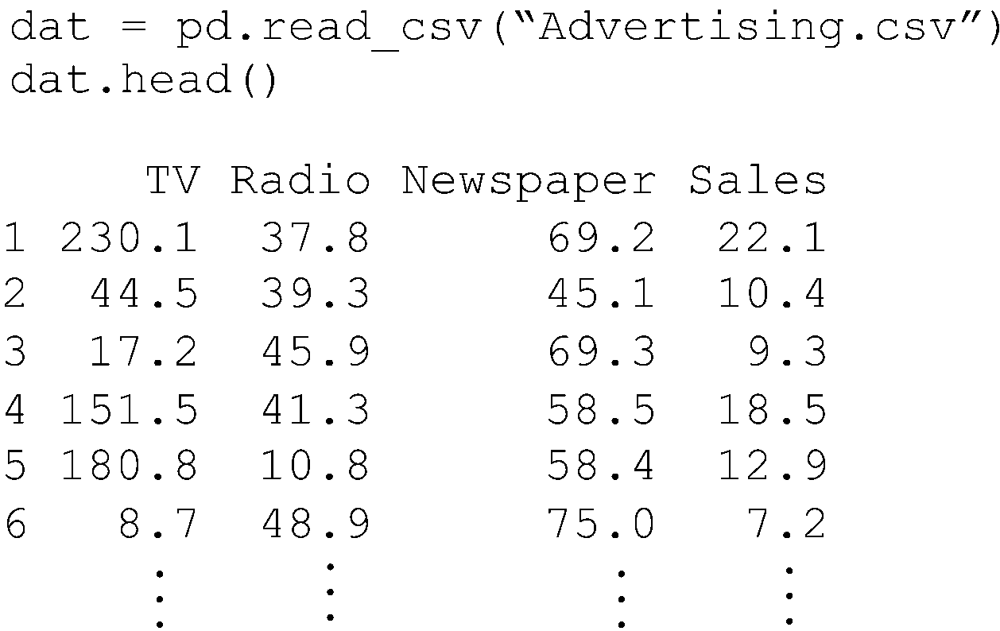 dat = pd.read_csv(“Advertising.csv”)
dat.head()
TV Radio Newspaper Sales
1 230.1 37.8 69.2 22.1
2 44.5 39.3 45.1 10.4
3 17.2 45.9 69.3 9.3
4 151.5 41.3 58.5 18.5
5 180.8 10.8 58.4 12.9
6 8.7 48.9 75.0 7.2
⋮ ⋮ ⋮ ⋮